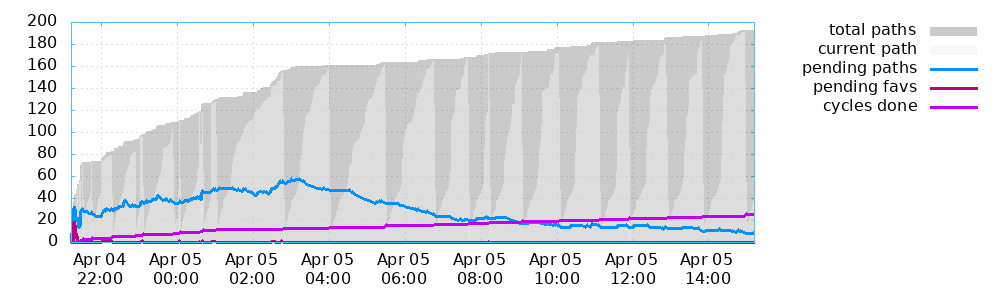 200
180
160
140
120
100
80
60
40
20
0
Apr 04
22:00
Apr 05
00:00
Apr 05
02:00
Apr 05
04:00
Apr 05
06:00
Apr 05
08:00
Apr 05
10:00
Apr 05
12:00
Apr 05
14:00
total paths
current path
pending paths
pending favs
cycles done